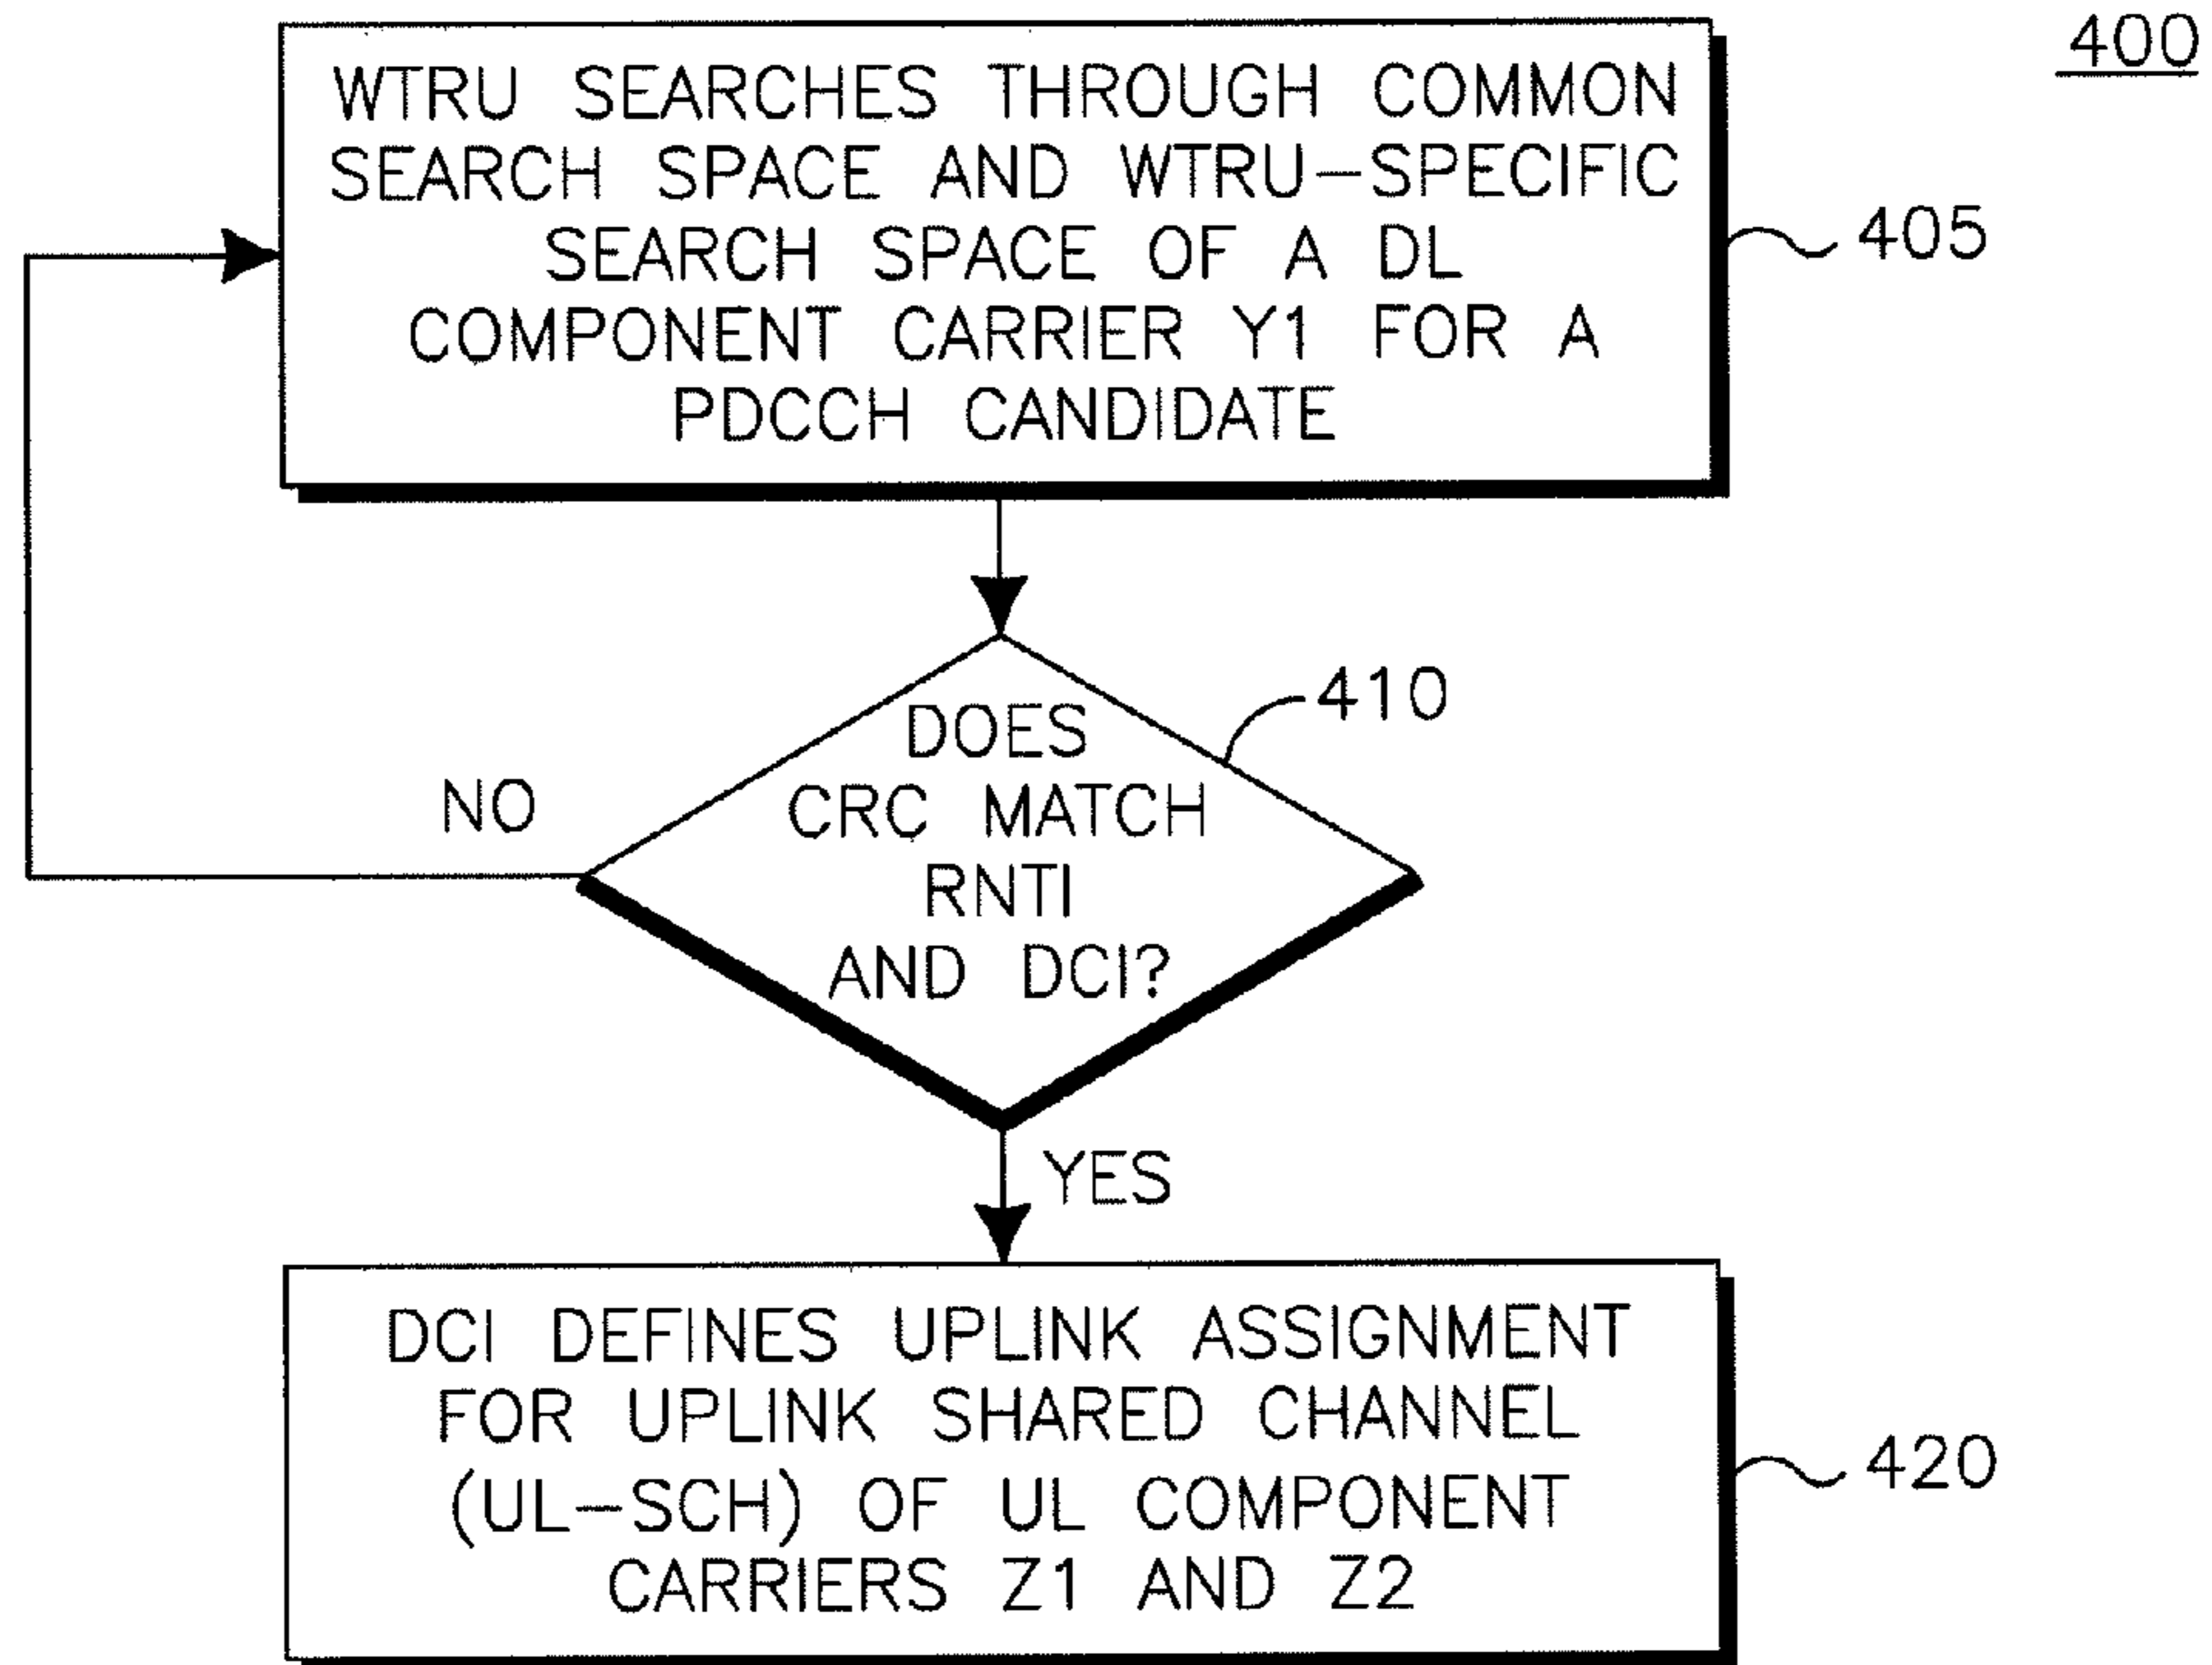 400
WTRU SEARCHES THROUGH COMMON
SEARCH SPACE AND WTRU-SPECIFIC
SEARCH SPACE OF A DL
COMPONENT CARRIER Y1 FOR A
PDCCH CANDIDATE
405
DOES
CRC MATCH
RNTI
AND DCI?
410
NO
YES
DCI DEFINES UPLINK ASSIGNMENT
FOR UPLINK SHARED CHANNEL
(UL-SCH) OF UL COMPONENT
CARRIERS Z1 AND Z2
420